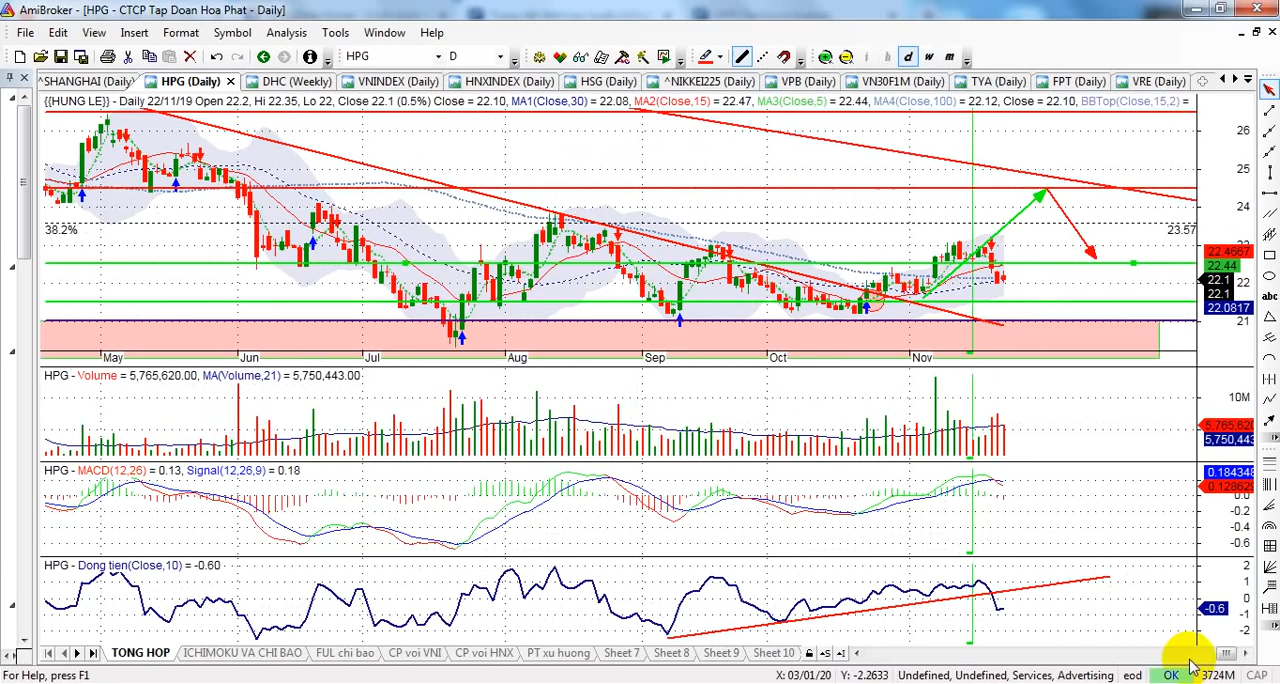 AmiBroker - [HPG - CTCP Tap Doan Hoa Phat - Daily]
File Edit View Insert Format Symbol Analysis Tools Window Help
HPG D d w m
^SHANGHAI (Daily) HPG (Daily) DHC (Weekly) VNINDEX (Daily) HNXINDEX (Daily) HSG (Daily) ^NIKKEI225 (Daily) VPB (Daily) VN30F1M (Daily) TYA (Daily) FPT (Daily) VRE (Daily)
{{HUNG LE}} - Daily 22/11/19 Open 22.2, Hi 22.35, Lo 22, Close 22.1 (0.5%) Close = 22.10, MA1(Close,30) = 22.08, MA2(Close,15) = 22.47, MA3(Close,5) = 22.44, MA4(Close,100) = 22.12, Close = 22.10, BBTop(Close,15,2) =
26
25
24
38.2% 23.57
23
22.4667
22.44
22.1
22
22.1
22.0817
21
May Jun Jul Aug Sep Oct Nov
HPG - Volume = 5,765,620.00, MA(Volume,21) = 5,750,443.00
10M
5,765,620
5,750,443
HPG - MACD(12,26) = 0.13, Signal(12,26,9) = 0.18
0.184348
0.128629
0.0
-0.2
-0.4
-0.6
HPG - Dong tien(Close,10) = -0.60
2
1
0
-0.6
-1
-2
TONG HOP ICHIMOKU VA CHI BAO FUL chi bao CP voi VNI CP voi HNX PT xu huong Sheet 7 Sheet 8 Sheet 9 Sheet 10
abc
For Help, press F1 X: 03/01/20 Y: -2.2633 Undefined, Undefined, Services, Advertising eod OK 3724M CAP